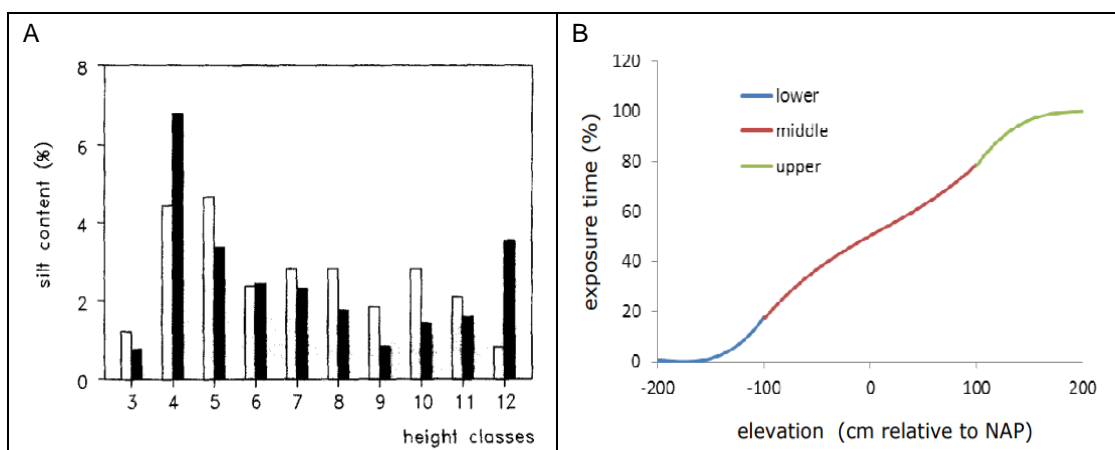 A
8
6
4
2
0
silt content (%)
3 4 5 6 7 8 9 10 11 12
height classes
B
120
100
80
60
40
20
0
exposure time (%)
lower
middle
upper
-200 -100 0 100 200
elevation (cm relative to NAP)